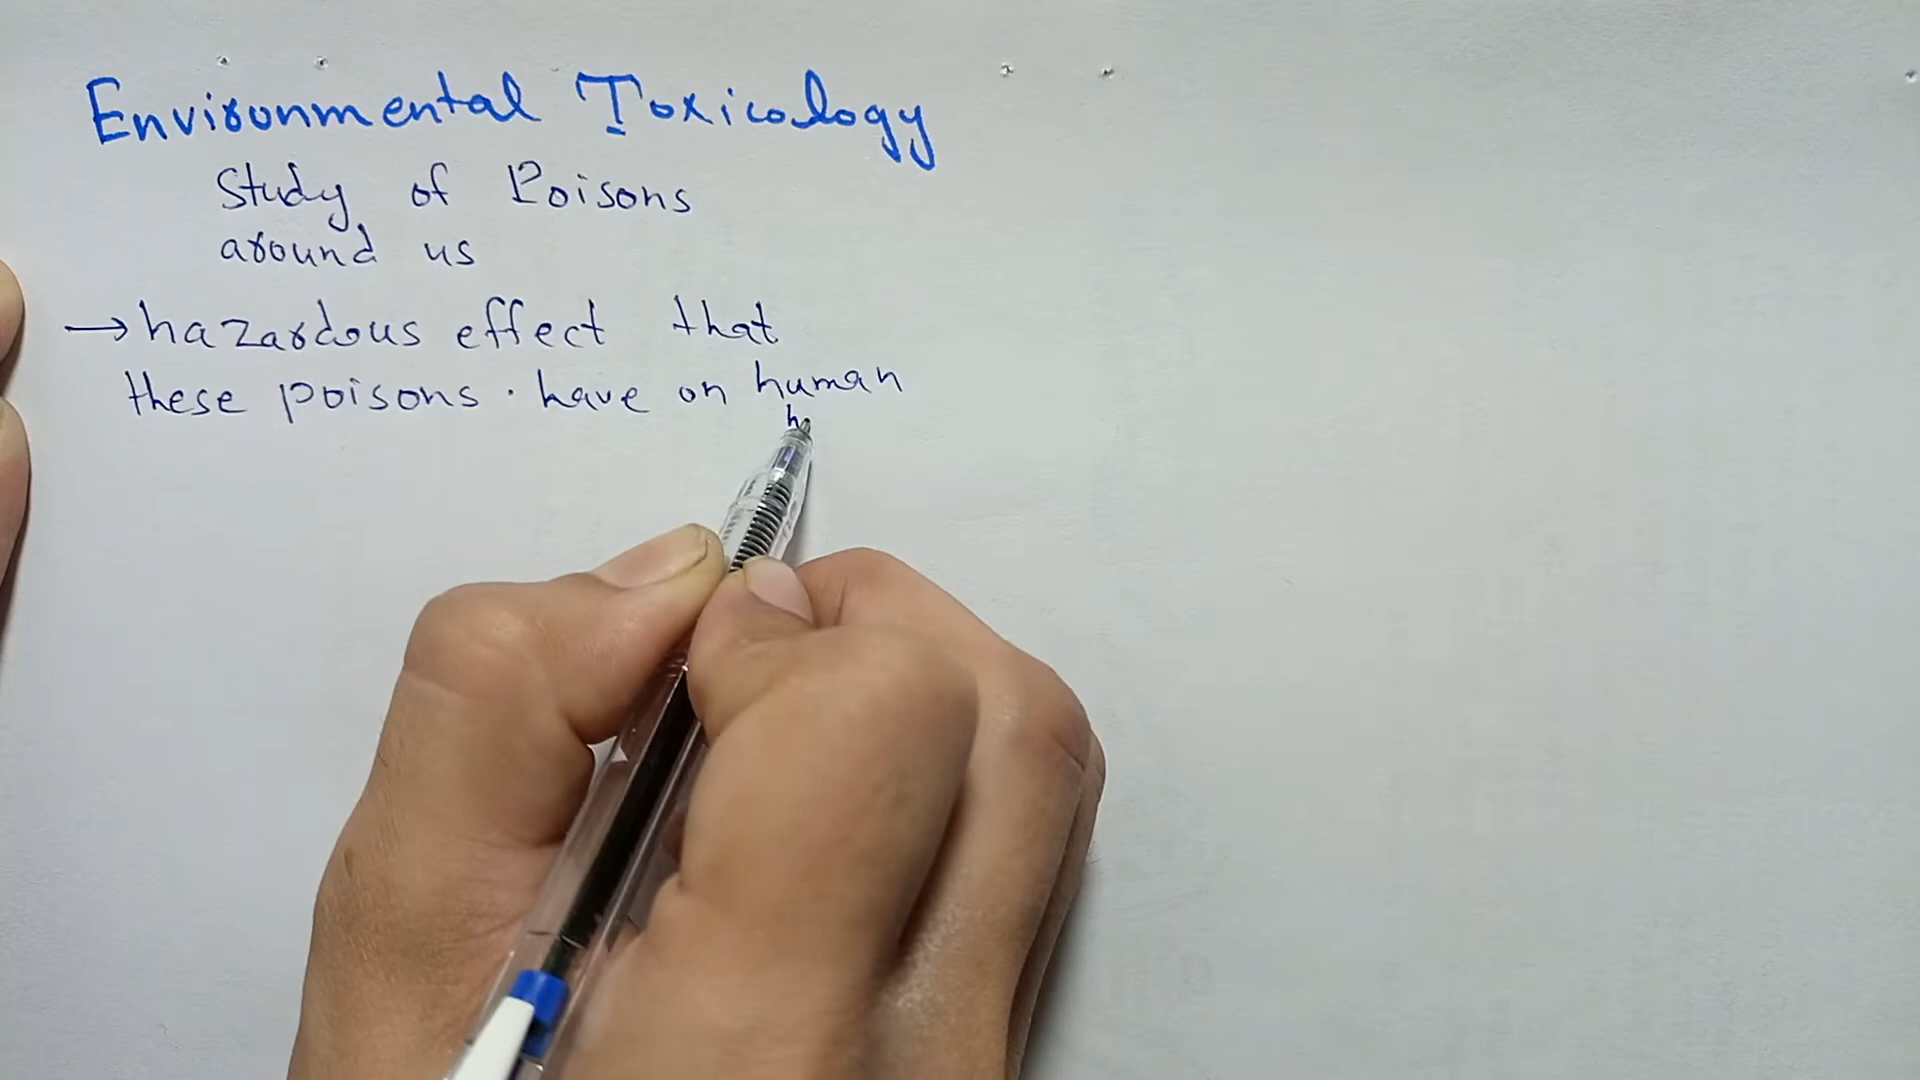 Environmental Toxicology
Study of Poisons
around us
→ hazardous effect that
these poisons. have on human
h